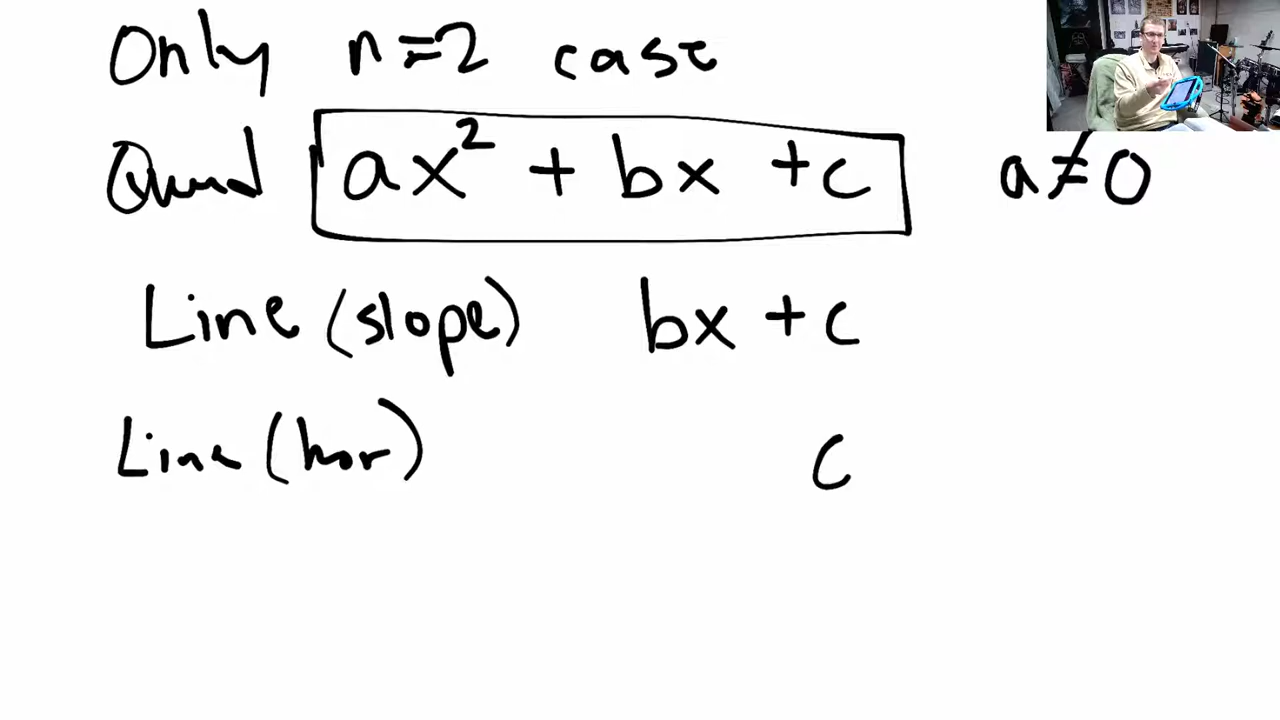 Only n=2 case
Quad ax² + bx + c a≠0
Line (slope) bx + c
Line (hor) c